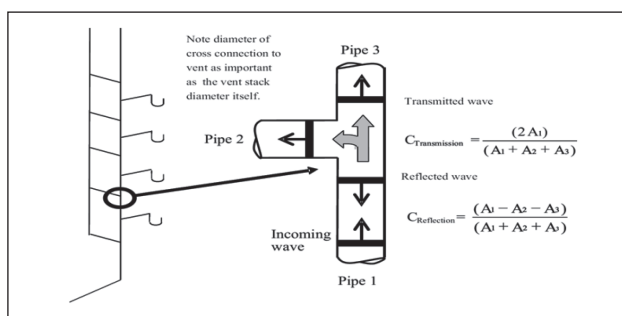 Note diameter of
cross connection to
vent as important
as the vent stack
diameter itself.
Pipe 3
Transmitted wave
Pipe 2
C_Transmission = (2 A₁) / (A₁ + A₂ + A₃)
Reflected wave
C_Reflection = (A₁ − A₂ − A₃) / (A₁ + A₂ + A₃)
Incoming
wave
Pipe 1